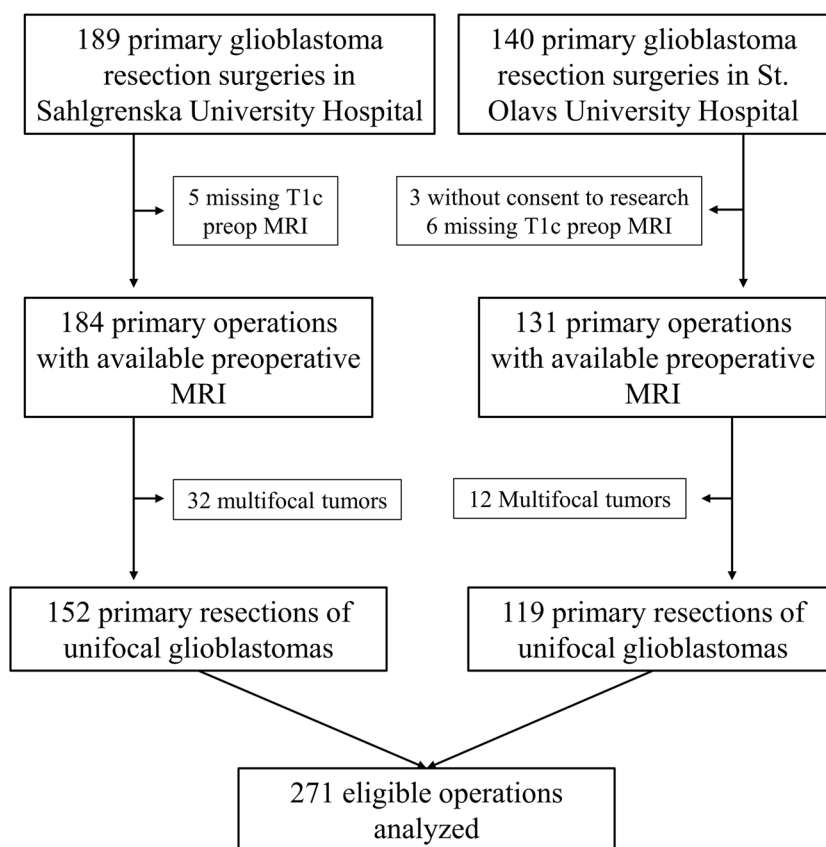 189 primary glioblastoma
resection surgeries in
Sahlgrenska University Hospital
140 primary glioblastoma
resection surgeries in St.
Olavs University Hospital
5 missing T1c
preop MRI
3 without consent to research
6 missing T1c preop MRI
184 primary operations
with available preoperative
MRI
131 primary operations
with available preoperative
MRI
32 multifocal tumors
12 Multifocal tumors
152 primary resections of
unifocal glioblastomas
119 primary resections of
unifocal glioblastomas
271 eligible operations
analyzed